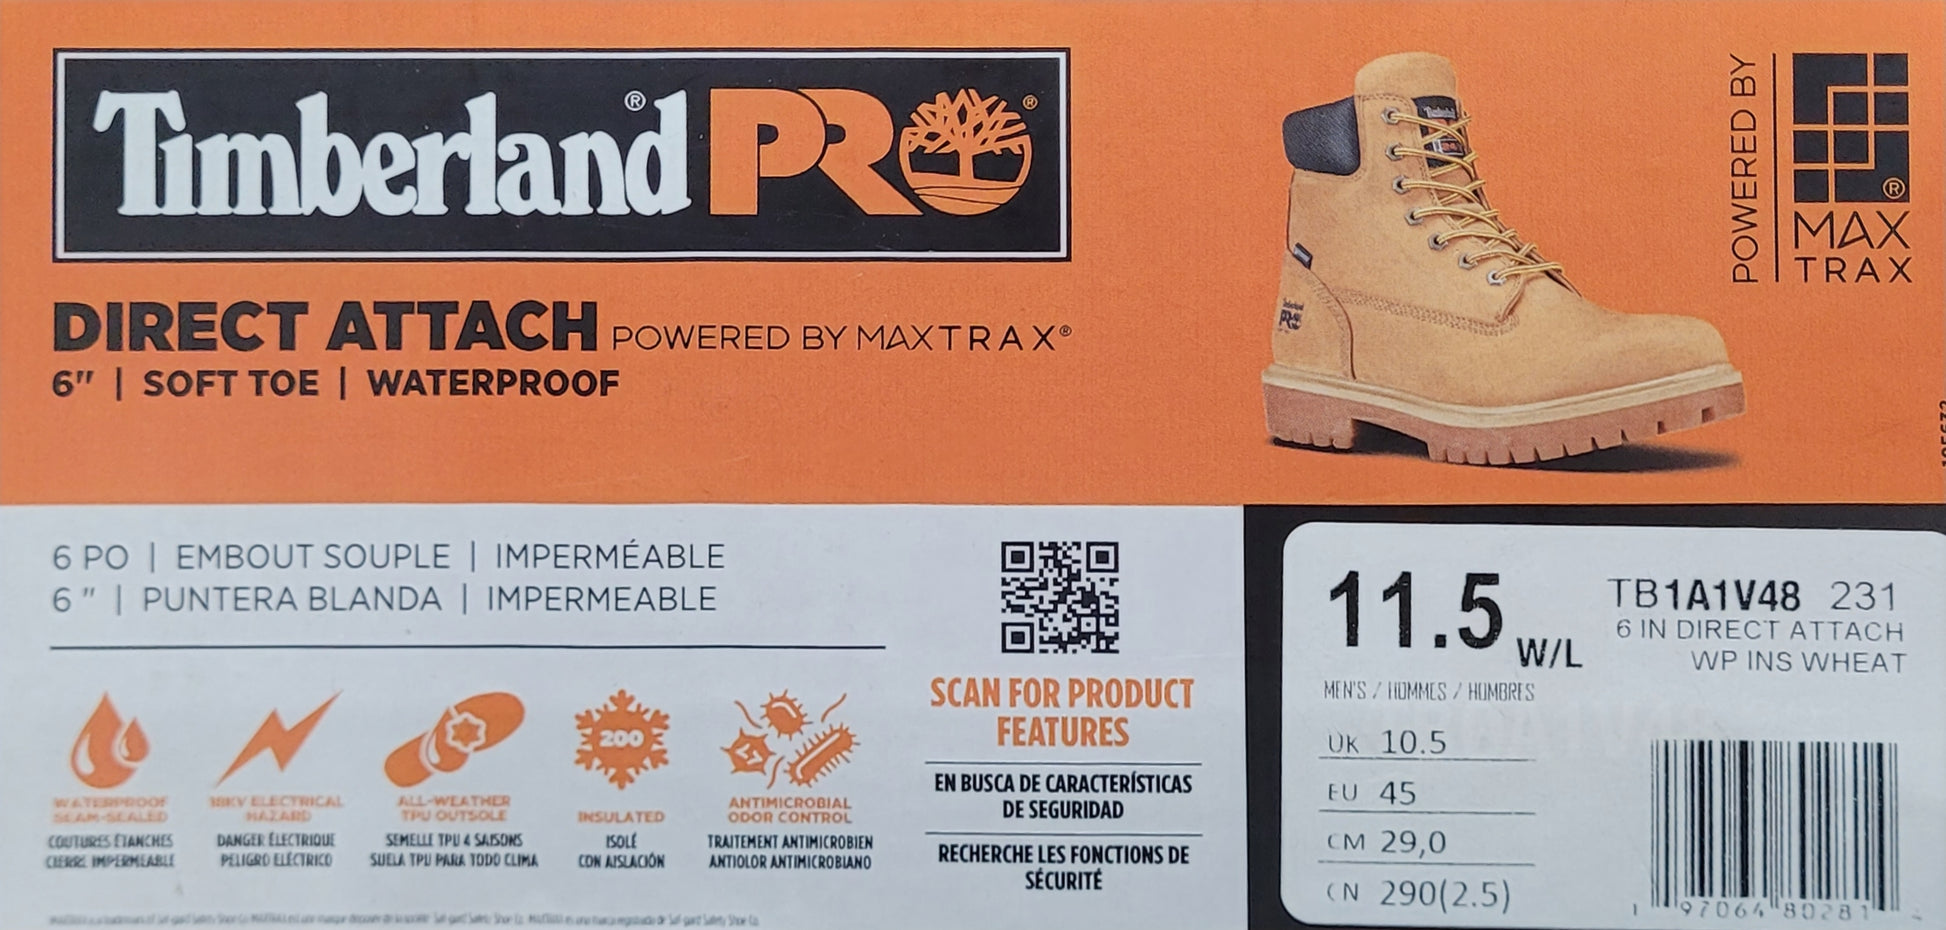 Timberland® PRO®
DIRECT ATTACH POWERED BY MAXTRAX®
6" | SOFT TOE | WATERPROOF
POWERED BY
®
MAX
TRAX
6 PO | EMBOUT SOUPLE | IMPERMÉABLE
6 " | PUNTERA BLANDA | IMPERMEABLE
WATERPROOF
SEAM-SEALED
COUTURES ÉTANCHES
CIERRE IMPERMEABLE
18KV ELECTRICAL
HAZARD
DANGER ÉLECTRIQUE
PELIGRO ELÉCTRICO
ALL-WEATHER
TPU OUTSOLE
SEMELLE TPU 4 SAISONS
SUELA TPU PARA TODO CLIMA
200
INSULATED
ISOLÉ
CON AISLACIÓN
ANTIMICROBIAL
ODOR CONTROL
TRAITEMENT ANTIMICROBIEN
ANTIOLOR ANTIMICROBIANO
SCAN FOR PRODUCT
FEATURES
EN BUSCA DE CARACTERÍSTICAS
DE SEGURIDAD
RECHERCHE LES FONCTIONS DE
SÉCURITÉ
11.5 W/L
MEN'S / HOMMES / HOMBRES
UK 10.5
EU 45
CM 29,0
CN 290(2.5)
TB1A1V48 231
6 IN DIRECT ATTACH
WP INS WHEAT
1 97064 80281